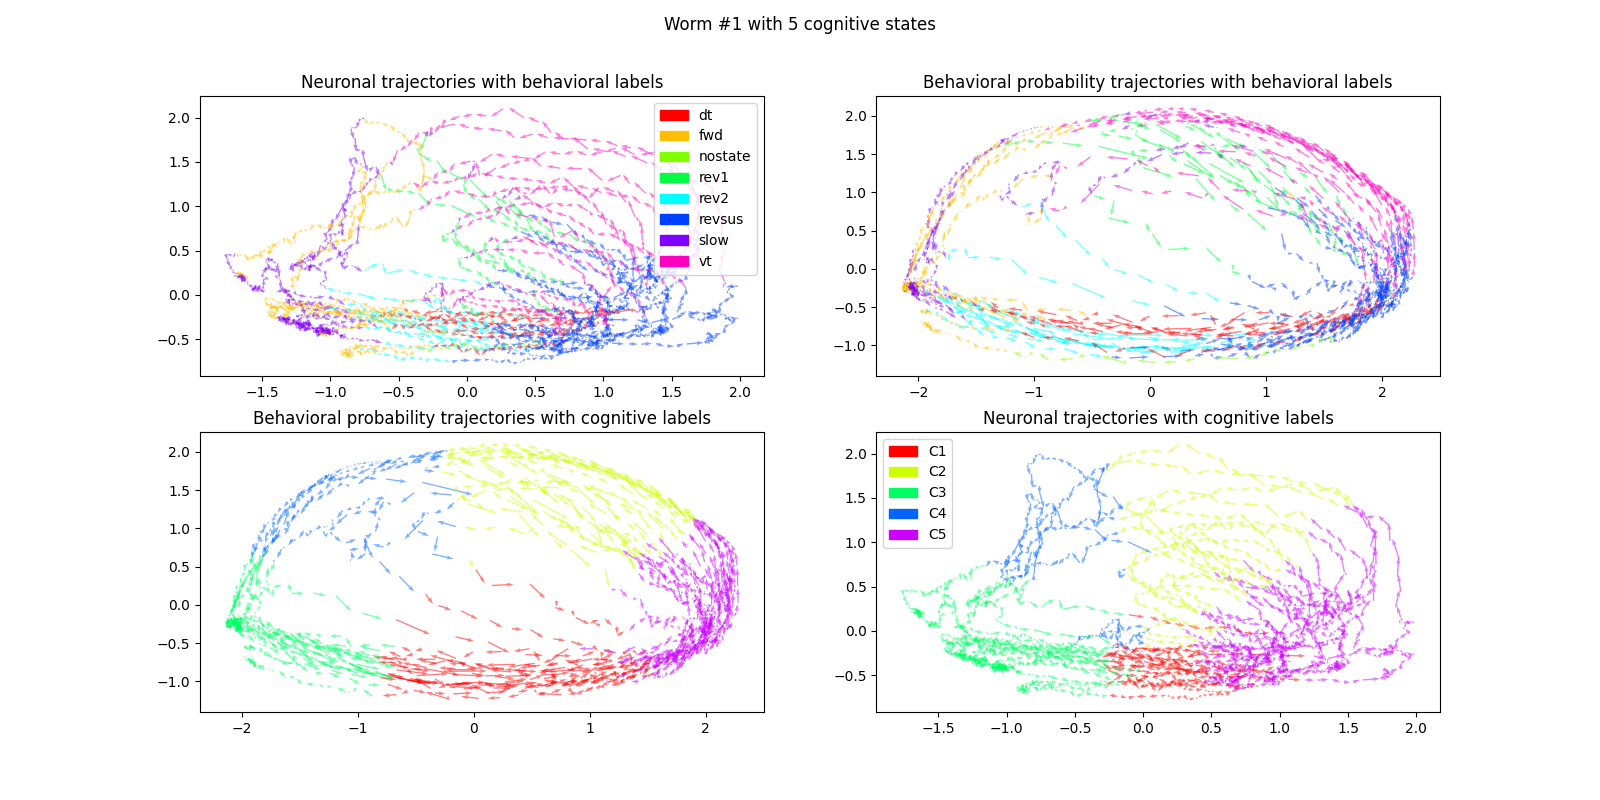 Worm #1 with 5 cognitive states
Neuronal trajectories with behavioral labels
2.0
1.5
1.0
0.5
0.0
−0.5
−1.5
−1.0
−0.5
0.0
0.5
1.0
1.5
2.0
dt
fwd
nostate
rev1
rev2
revsus
slow
vt
Behavioral probability trajectories with behavioral labels
2.0
1.5
1.0
0.5
0.0
−0.5
−1.0
−2
−1
0
1
2
Behavioral probability trajectories with cognitive labels
2.0
1.5
1.0
0.5
0.0
−0.5
−1.0
−2
−1
0
1
2
Neuronal trajectories with cognitive labels
2.0
1.5
1.0
0.5
0.0
−0.5
−1.5
−1.0
−0.5
0.0
0.5
1.0
1.5
2.0
C1
C2
C3
C4
C5